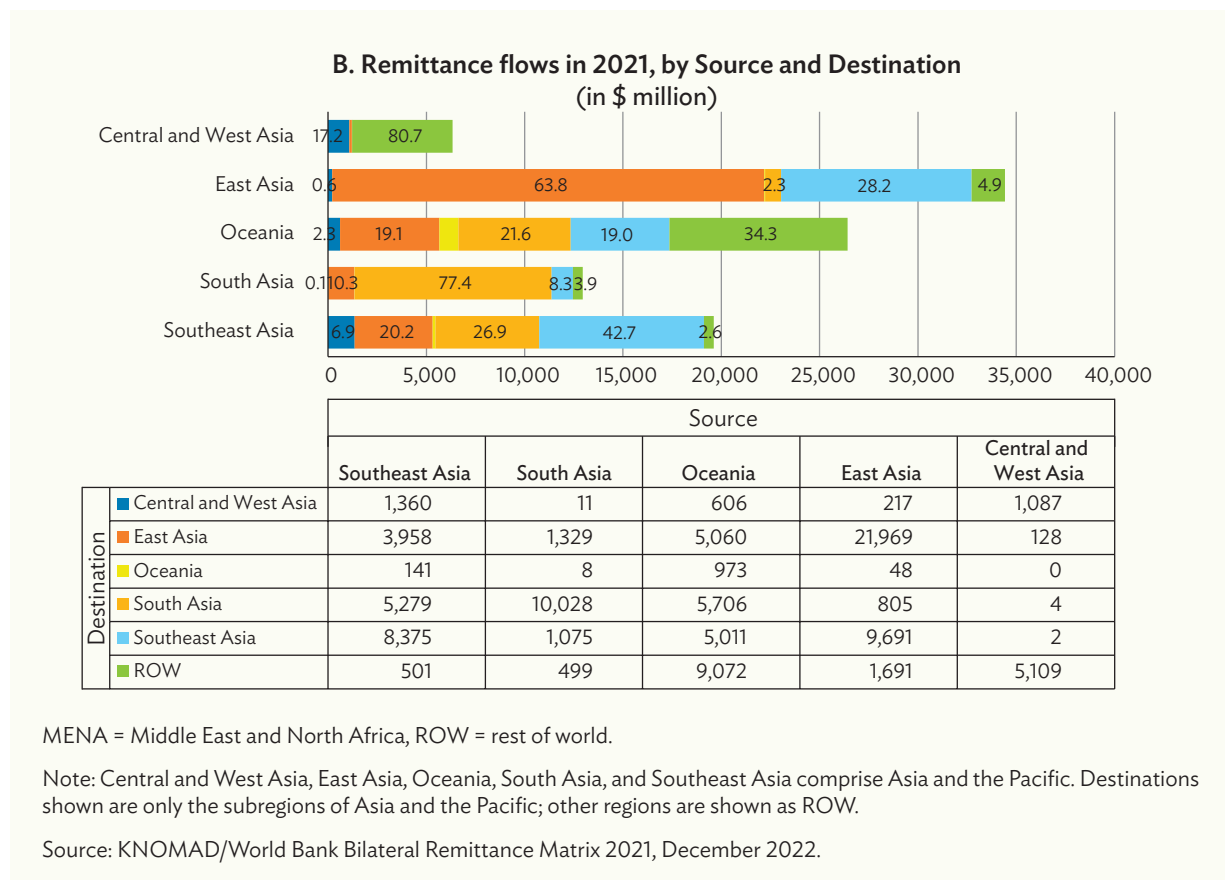 B. Remittance flows in 2021, by Source and Destination
(in $ million)
Central and West Asia 17.2 80.7
East Asia 0.6 63.8 2.3 28.2 4.9
Oceania 2.3 19.1 21.6 19.0 34.3
South Asia 0.1 10.3 77.4 8.3 3.9
Southeast Asia 6.9 20.2 26.9 42.7 2.6
0 5,000 10,000 15,000 20,000 25,000 30,000 35,000 40,000
Source
Southeast Asia South Asia Oceania East Asia Central and West Asia
Destination
Central and West Asia 1,360 11 606 217 1,087
East Asia 3,958 1,329 5,060 21,969 128
Oceania 141 8 973 48 0
South Asia 5,279 10,028 5,706 805 4
Southeast Asia 8,375 1,075 5,011 9,691 2
ROW 501 499 9,072 1,691 5,109
MENA = Middle East and North Africa, ROW = rest of world.
Note: Central and West Asia, East Asia, Oceania, South Asia, and Southeast Asia comprise Asia and the Pacific. Destinations
shown are only the subregions of Asia and the Pacific; other regions are shown as ROW.
Source: KNOMAD/World Bank Bilateral Remittance Matrix 2021, December 2022.